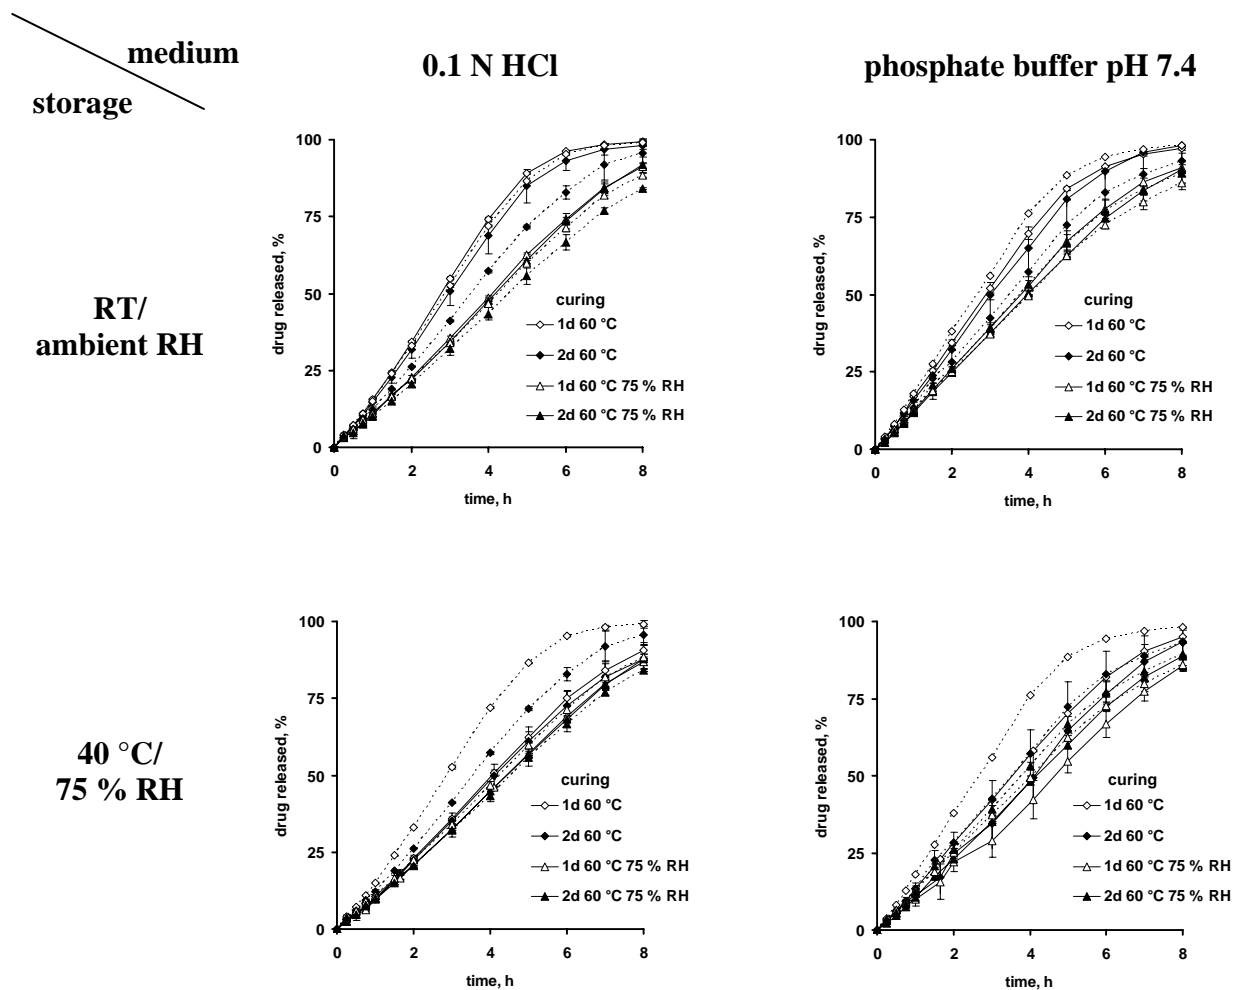 medium
storage
0.1 N HCl
phosphate buffer pH 7.4
RT/
ambient RH
100
75
50
25
0
drug released, %
0 2 4 6 8
time, h
curing
1d 60 °C
2d 60 °C
1d 60 °C 75 % RH
2d 60 °C 75 % RH
100
75
50
25
0
drug released, %
0 2 4 6 8
time, h
curing
1d 60 °C
2d 60 °C
1d 60 °C 75 % RH
2d 60 °C 75 % RH
40 °C/
75 % RH
100
75
50
25
0
drug released, %
0 2 4 6 8
time, h
curing
1d 60 °C
2d 60 °C
1d 60 °C 75 % RH
2d 60 °C 75 % RH
100
75
50
25
0
drug released, %
0 2 4 6 8
time, h
curing
1d 60 °C
2d 60 °C
1d 60 °C 75 % RH
2d 60 °C 75 % RH